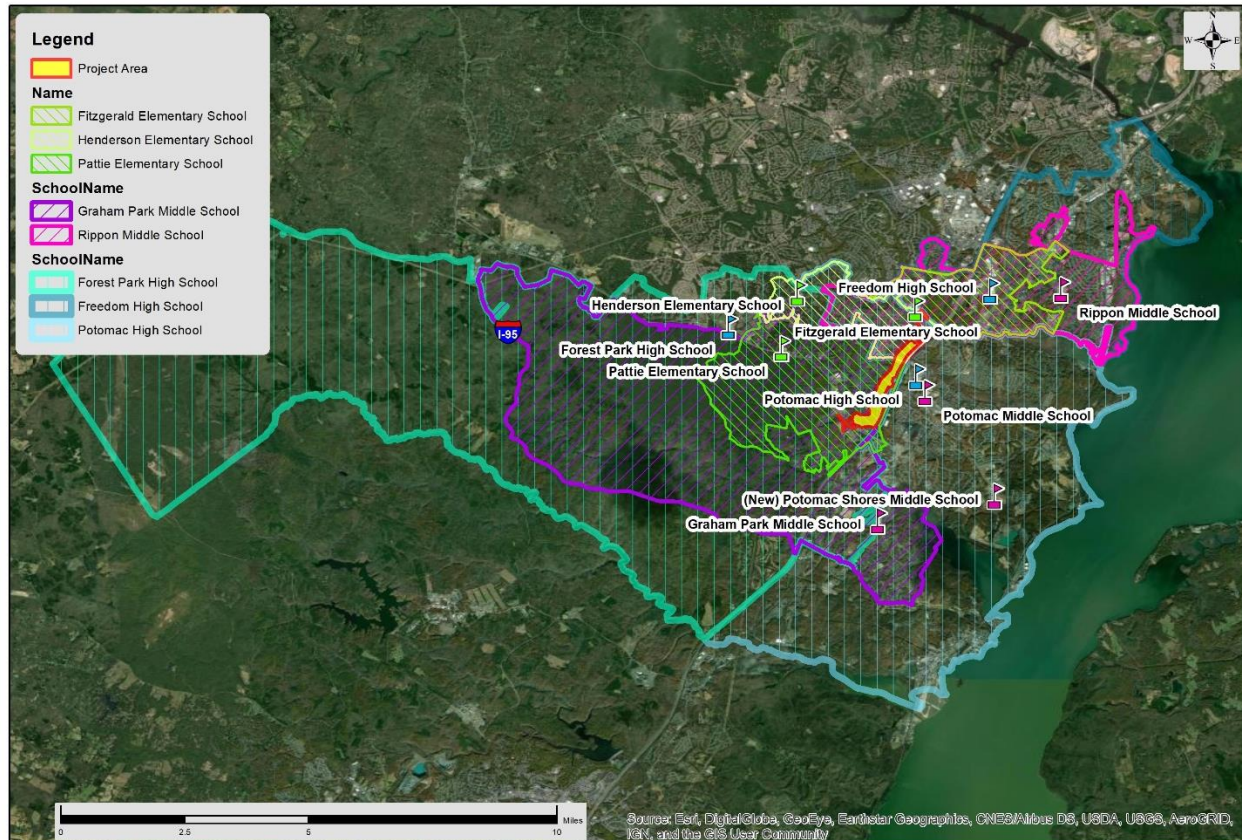 Legend
Project Area
Name
Fitzgerald Elementary School
Henderson Elementary School
Pattie Elementary School
SchoolName
Graham Park Middle School
Rippon Middle School
SchoolName
Forest Park High School
Freedom High School
Potomac High School
N
W E
S
I-95
Henderson Elementary School
Freedom High School
Rippon Middle School
Fitzgerald Elementary School
Forest Park High School
Pattie Elementary School
Potomac High School
Potomac Middle School
(New) Potomac Shores Middle School
Graham Park Middle School
Miles
0 2.5 5 10
Source: Esri, DigitalGlobe, GeoEye, Earthstar Geographics, CNES/Airbus DS, USDA, USGS, AeroGRID,
IGN, and the GIS User Community